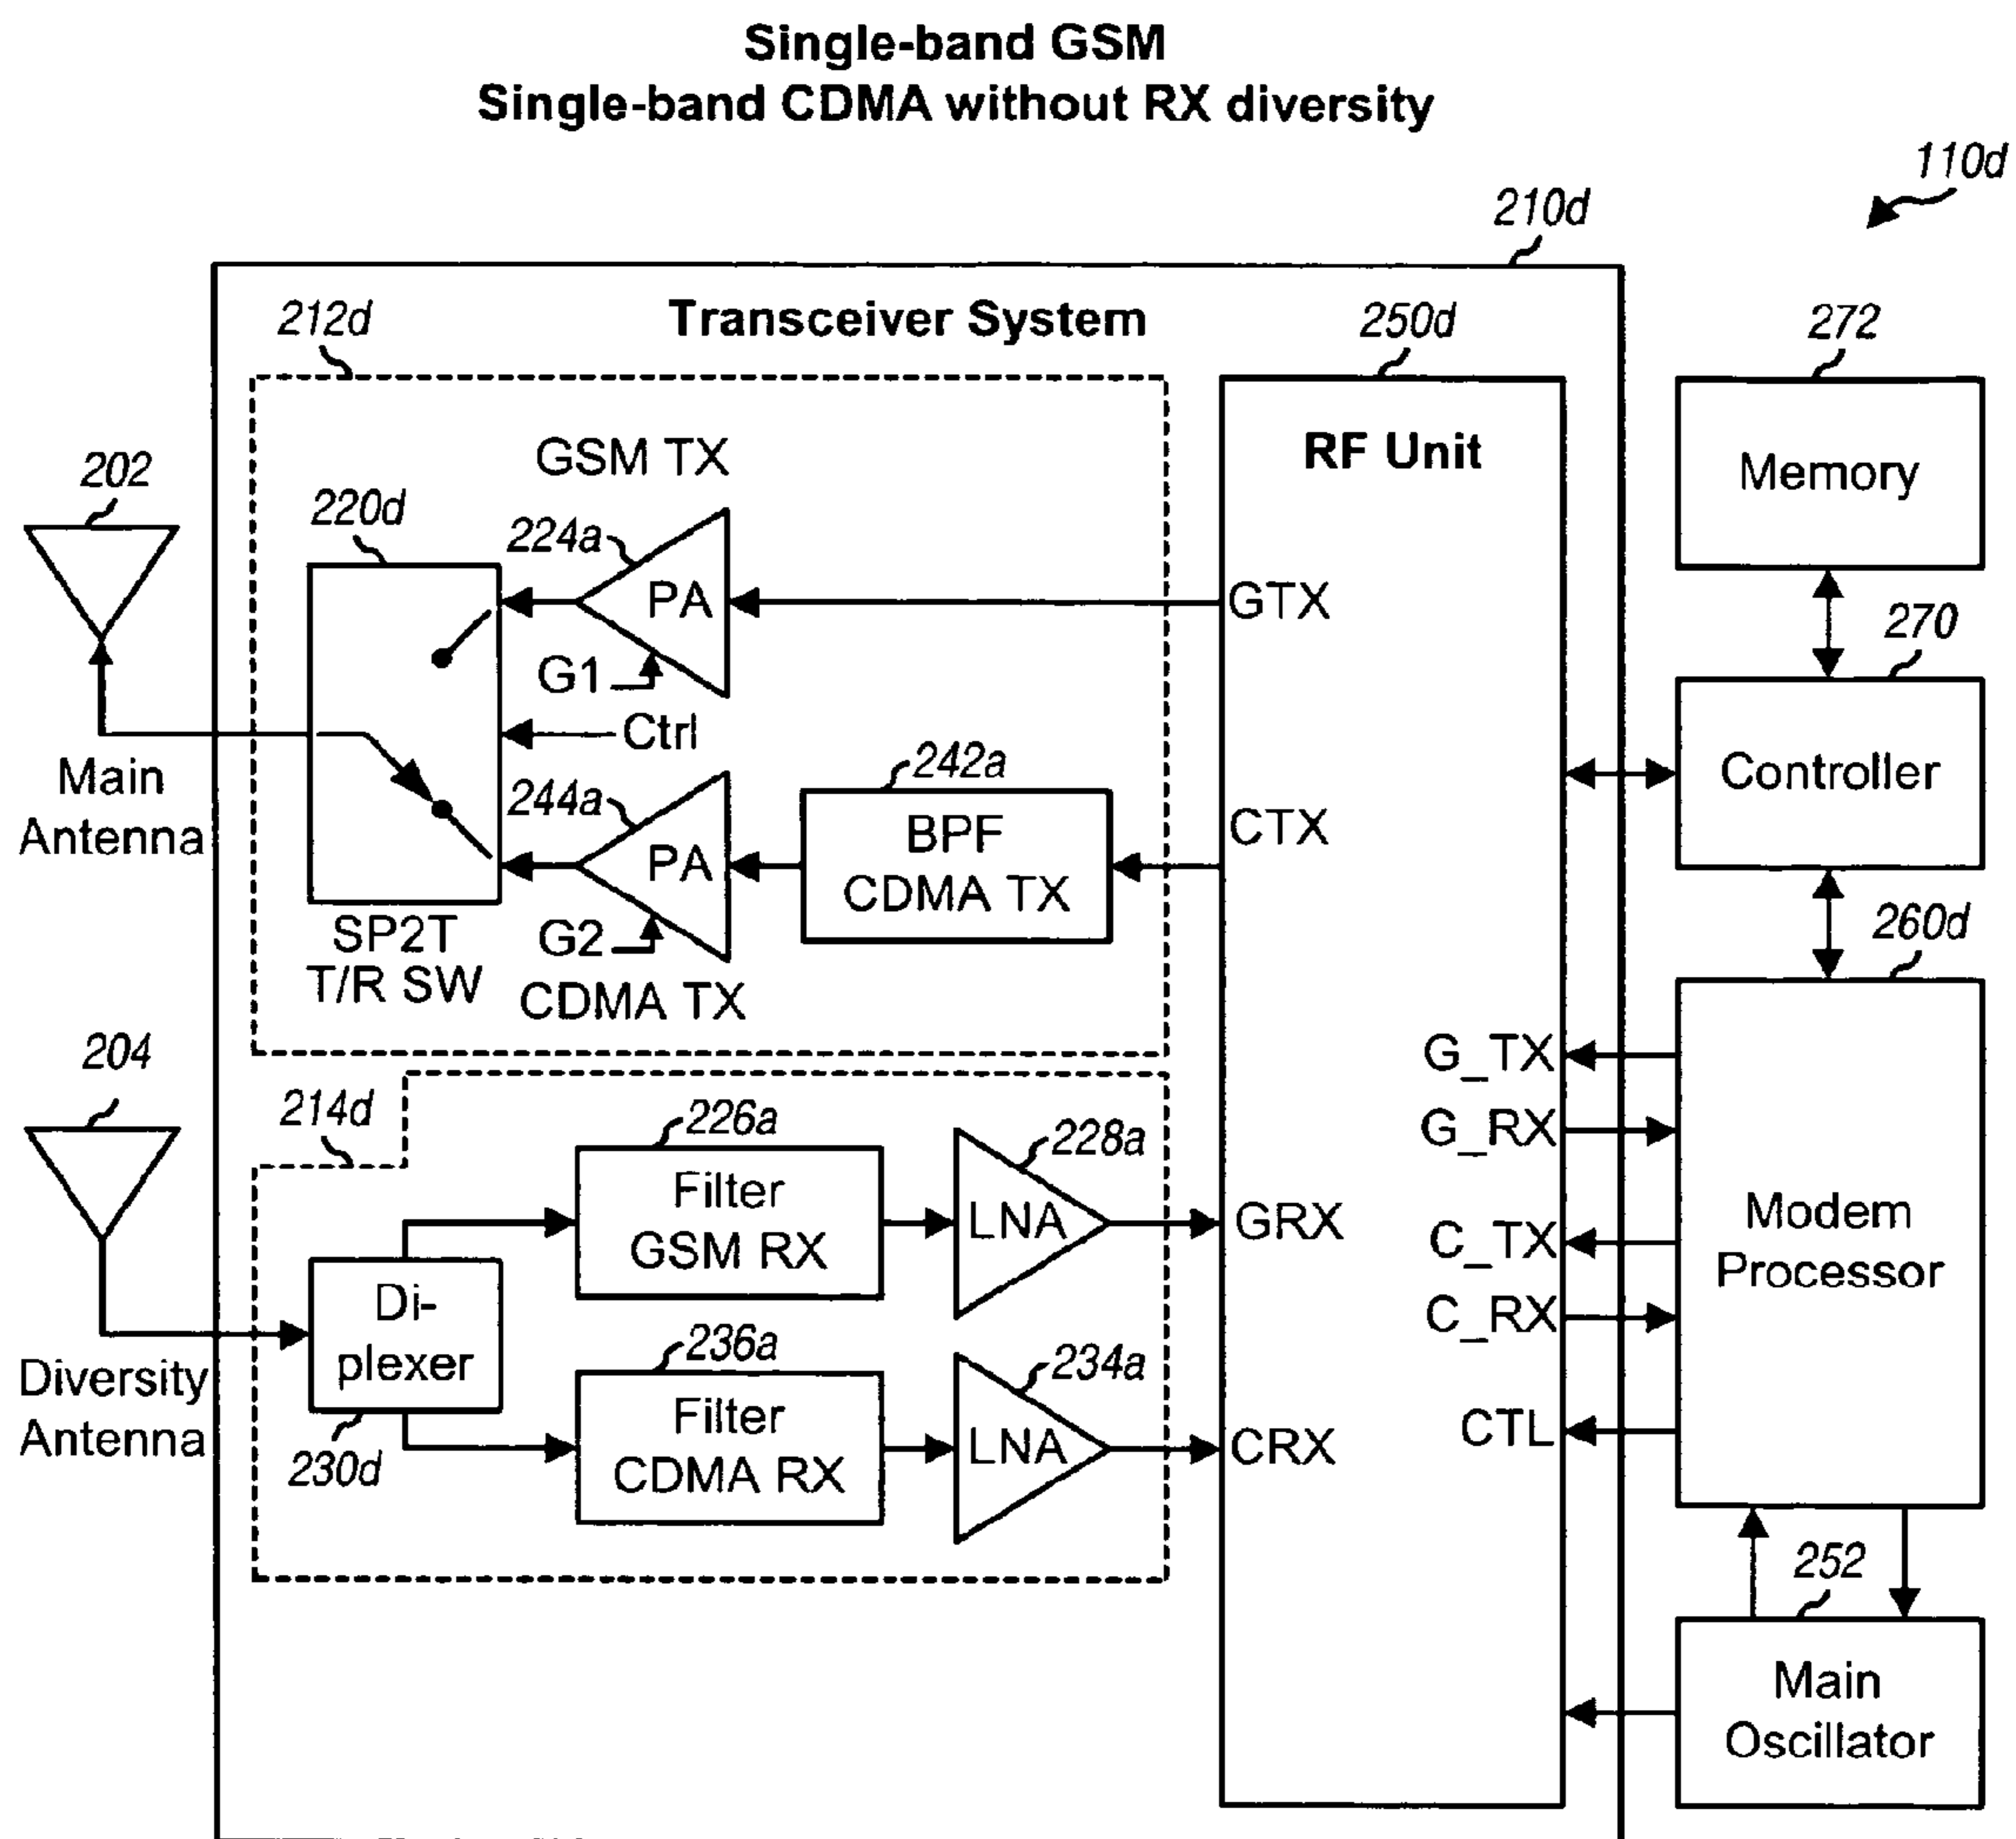 Single-band GSM
Single-band CDMA without RX diversity
110d
210d
212d
Transceiver System
250d
272
GSM TX
RF Unit
Memory
202
220d
224a
PA
GTX
270
G1
Ctrl
Main
Antenna
242a
Controller
244a
PA
BPF
CDMA TX
CTX
G2
SP2T
T/R SW
CDMA TX
260d
204
214d
G_TX
226a
228a
G_RX
Filter
GSM RX
LNA
GRX
C_TX
Modem
Processor
Di-
plexer
236a
234a
C_RX
Diversity
Antenna
230d
Filter
CDMA RX
LNA
CRX
CTL
252
Main
Oscillator